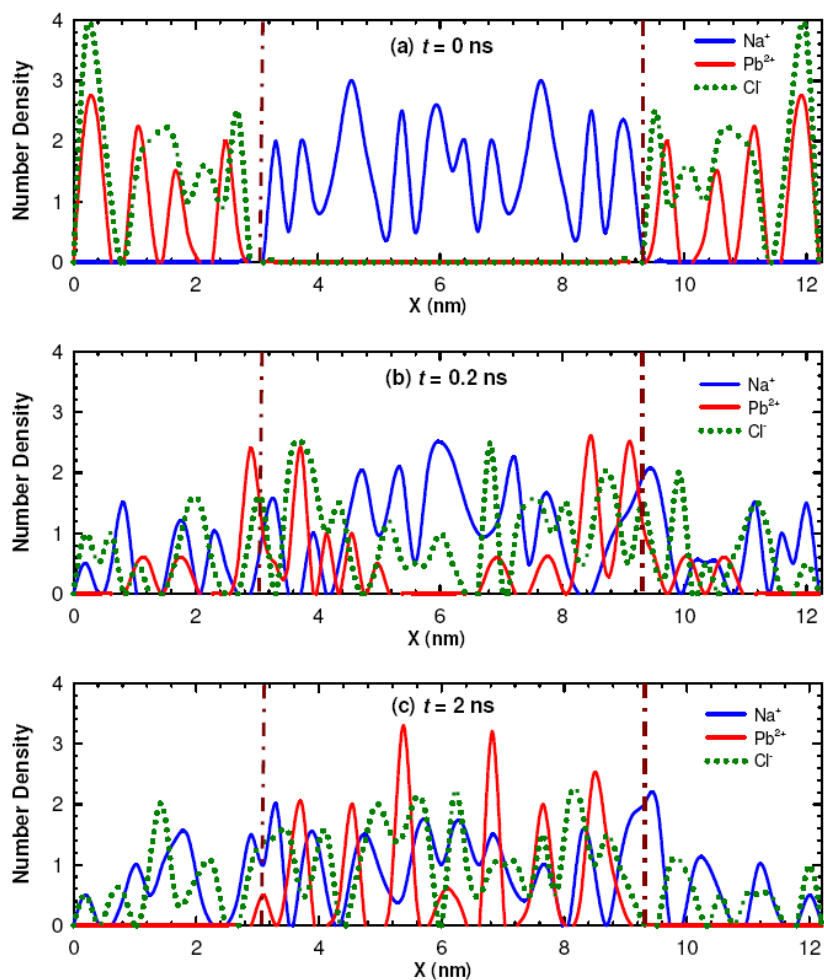 (a) t = 0 ns
Na⁺
Pb²⁺
Cl⁻
Number Density
4
3
2
1
0
0 2 4 6 8 10 12
X (nm)
(b) t = 0.2 ns
Na⁺
Pb²⁺
Cl⁻
Number Density
4
3
2
1
0
0 2 4 6 8 10 12
X (nm)
(c) t = 2 ns
Na⁺
Pb²⁺
Cl⁻
Number Density
4
3
2
1
0
0 2 4 6 8 10 12
X (nm)